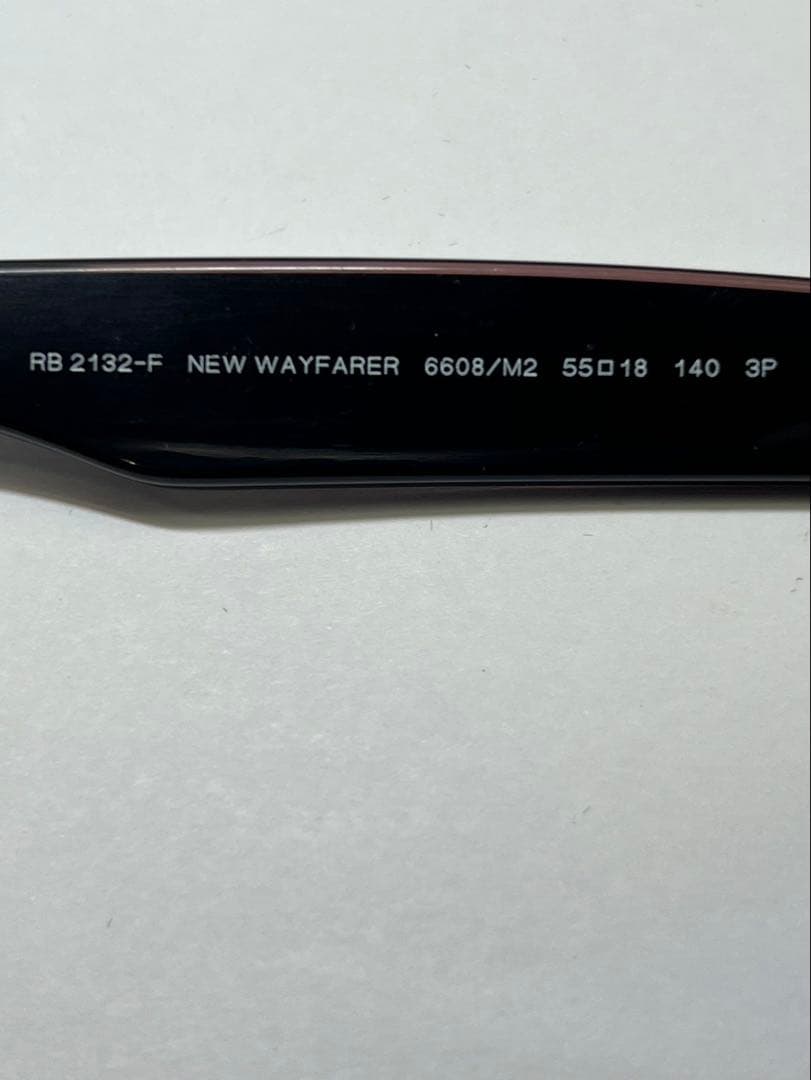 RB 2132-F NEW WAYFARER 6608/M2 55□18 140 3P